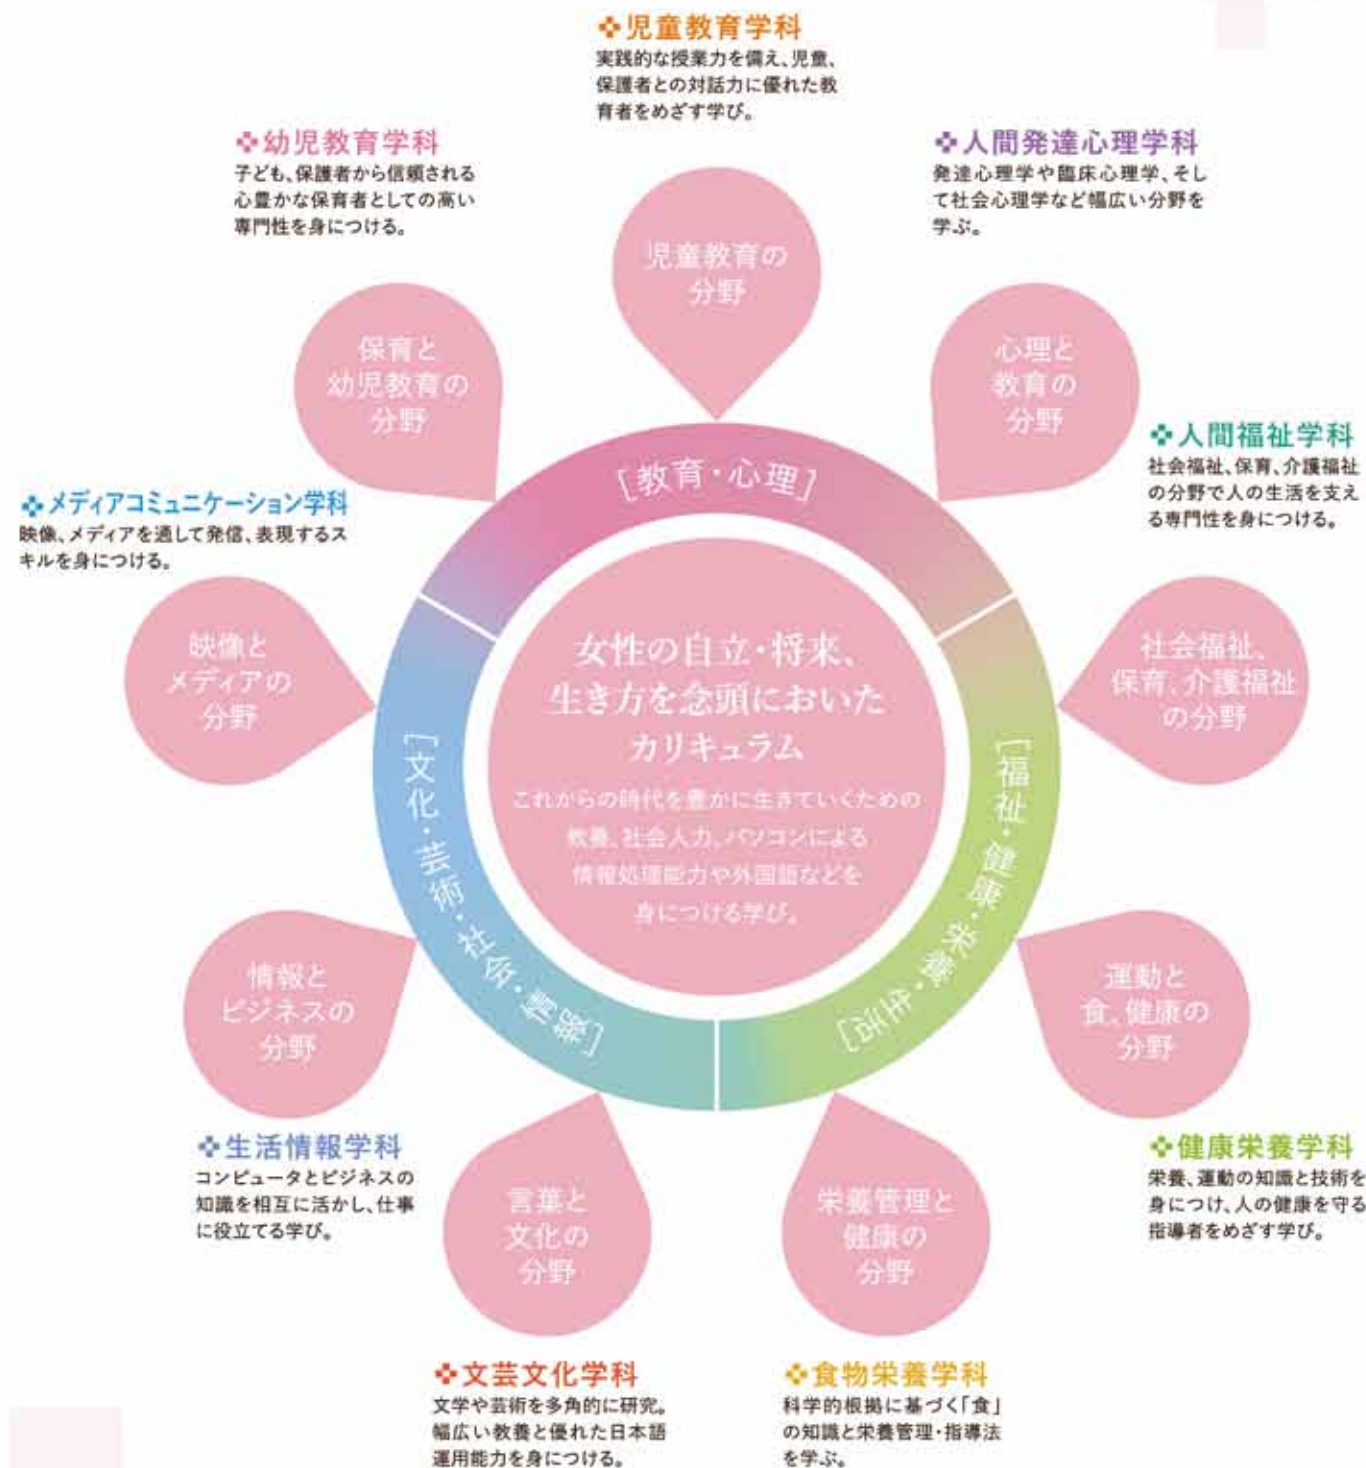 児童教育学科
実践的な授業力を備え、児童、
保護者との対話力に優れた教
育者をめざす学び。
幼児教育学科
子ども、保護者から信頼される
心豊かな保育者としての高い
専門性を身につける。
人間発達心理学科
発達心理学や臨床心理学、そし
て社会心理学など幅広い分野を
学ぶ。
児童教育の
分野
保育と
幼児教育の
分野
心理と
教育の
分野
人間福祉学科
社会福祉、保育、介護福祉
の分野で人の生活を支え
る専門性を身につける。
メディアコミュニケーション学科
映像、メディアを通して発信、表現するス
キルを身につける。
[教育・心理]
映像と
メディアの
分野
社会福祉、
保育、介護福祉
の分野
女性の自立・将来、
生き方を念頭においた
カリキュラム
これからの時代を豊かに生きていくための
教養、社会人力、パソコンによる
情報処理能力や外国語などを
身につける学び。
[文化・芸術・社会・情報]
[福祉・健康・栄養・生活]
情報と
ビジネスの
分野
運動と
食、健康の
分野
生活情報学科
コンピュータとビジネスの
知識を相互に活かし、仕事
に役立てる学び。
健康栄養学科
栄養、運動の知識と技術を
身につけ、人の健康を守る
指導者をめざす学び。
言葉と
文化の
分野
栄養管理と
健康の
分野
文芸文化学科
文学や芸術を多角的に研究。
幅広い教養と優れた日本語
運用能力を身につける。
食物栄養学科
科学的根拠に基づく「食」
の知識と栄養管理・指導法
を学ぶ。